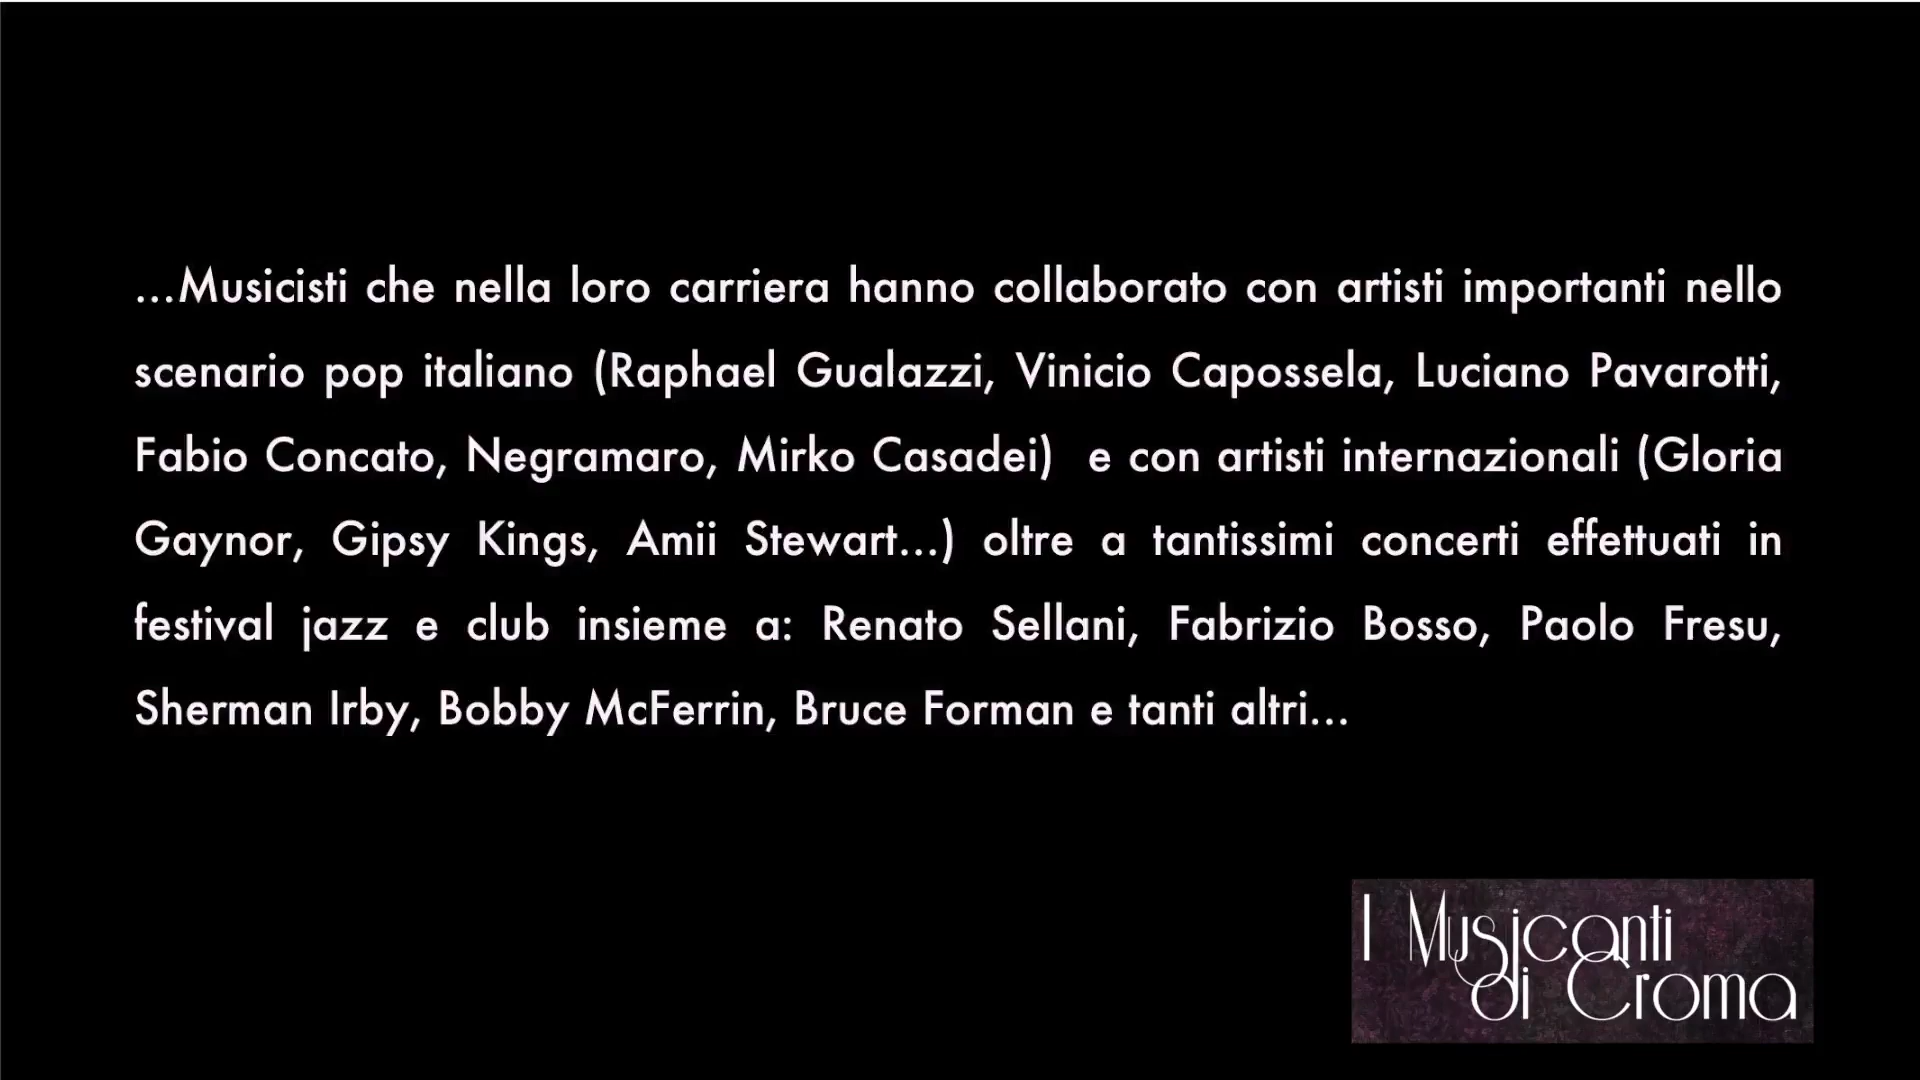 ...Musicisti che nella loro carriera hanno collaborato con artisti importanti nello
scenario pop italiano (Raphael Gualazzi, Vinicio Capossela, Luciano Pavarotti,
Fabio Concato, Negramaro, Mirko Casadei)  e con artisti internazionali (Gloria
Gaynor, Gipsy Kings, Amii Stewart...) oltre a tantissimi concerti effettuati in
festival jazz e club insieme a: Renato Sellani, Fabrizio Bosso, Paolo Fresu,
Sherman Irby, Bobby McFerrin, Bruce Forman e tanti altri...
I Musicanti
di Croma